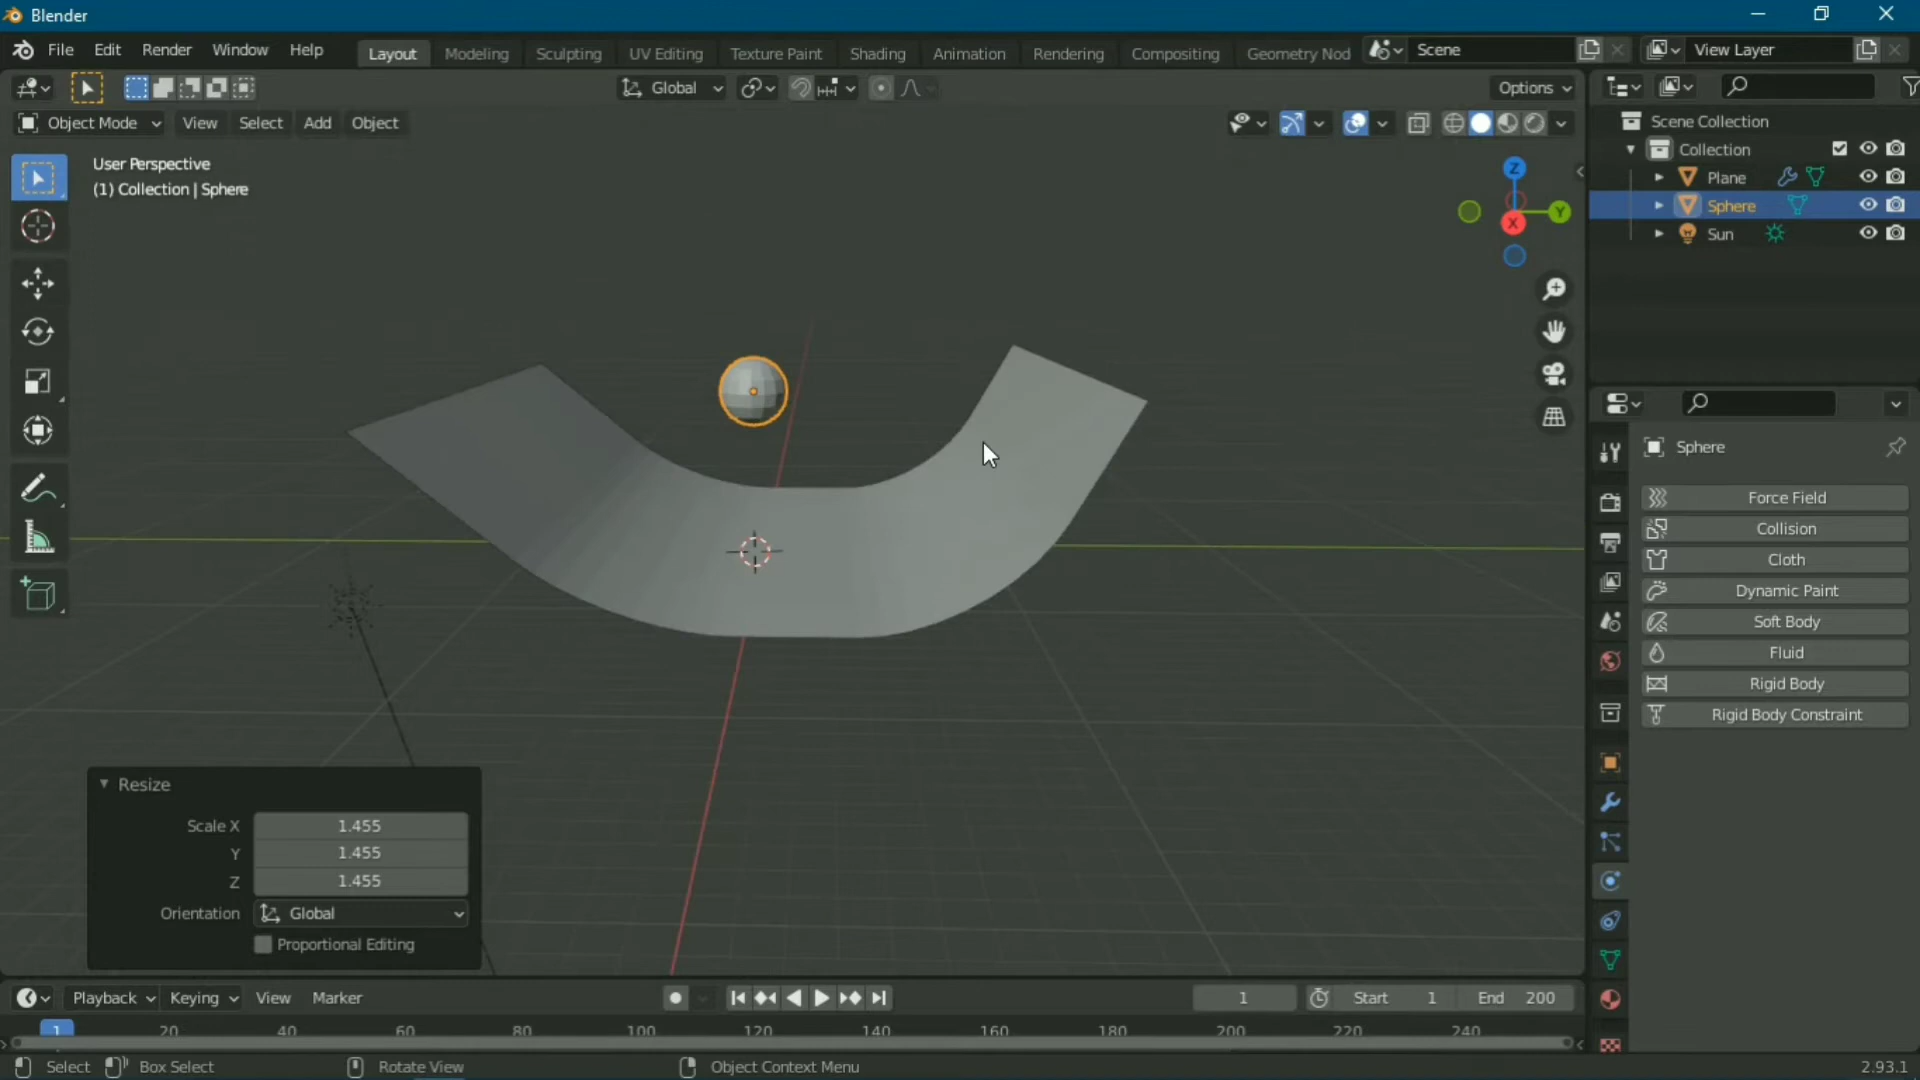 Blender
File Edit Render Window Help Layout Modeling Sculpting UV Editing Texture Paint Shading Animation Rendering Compositing Geometry Nod Scene View Layer
Global Options
Object Mode View Select Add Object
User Perspective
(1) Collection | Sphere
Z
Y
X
Scene Collection
Collection
Plane
Sphere
Sun
Sphere
Force Field
Collision
Cloth
Dynamic Paint
Soft Body
Fluid
Rigid Body
Rigid Body Constraint
Resize
Scale X 1.455
Y 1.455
Z 1.455
Orientation Global
Proportional Editing
Playback Keying View Marker 1 Start 1 End 200
1 20 40 60 80 100 120 140 160 180 200 220 240
Select Box Select Rotate View Object Context Menu 2.93.1